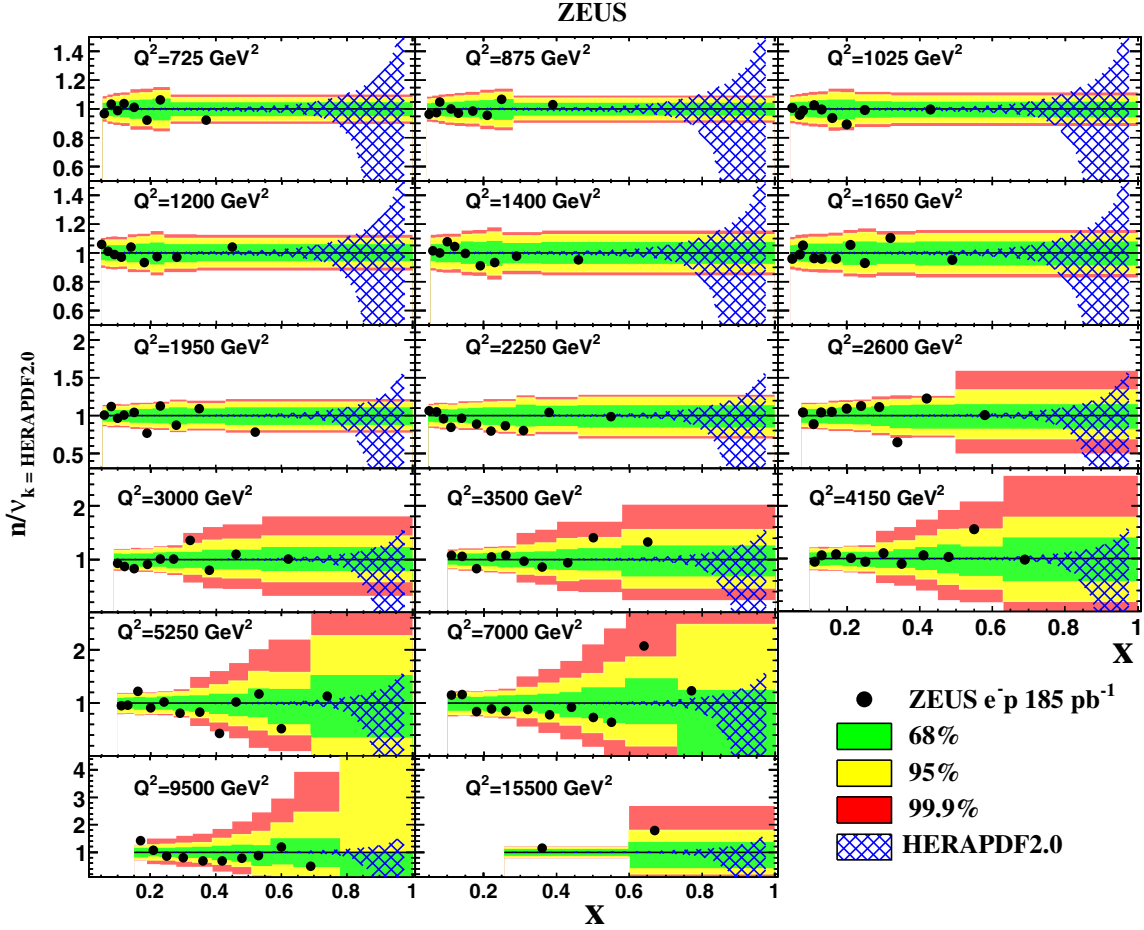 ZEUS
n/ν_k = HERAPDF2.0
1.4
1.2
1
0.8
0.6
Q²=725 GeV²
Q²=875 GeV²
Q²=1025 GeV²
1.4
1.2
1
0.8
0.6
Q²=1200 GeV²
Q²=1400 GeV²
Q²=1650 GeV²
2
1.5
1
0.5
Q²=1950 GeV²
Q²=2250 GeV²
Q²=2600 GeV²
2
1
Q²=3000 GeV²
Q²=3500 GeV²
Q²=4150 GeV²
0.2 0.4 0.6 0.8 1
x
2
1
Q²=5250 GeV²
Q²=7000 GeV²
4
3
2
1
Q²=9500 GeV²
Q²=15500 GeV²
0.2 0.4 0.6 0.8 1
0.2 0.4 0.6 0.8 1
x
ZEUS e⁻p 185 pb⁻¹
68%
95%
99.9%
HERAPDF2.0